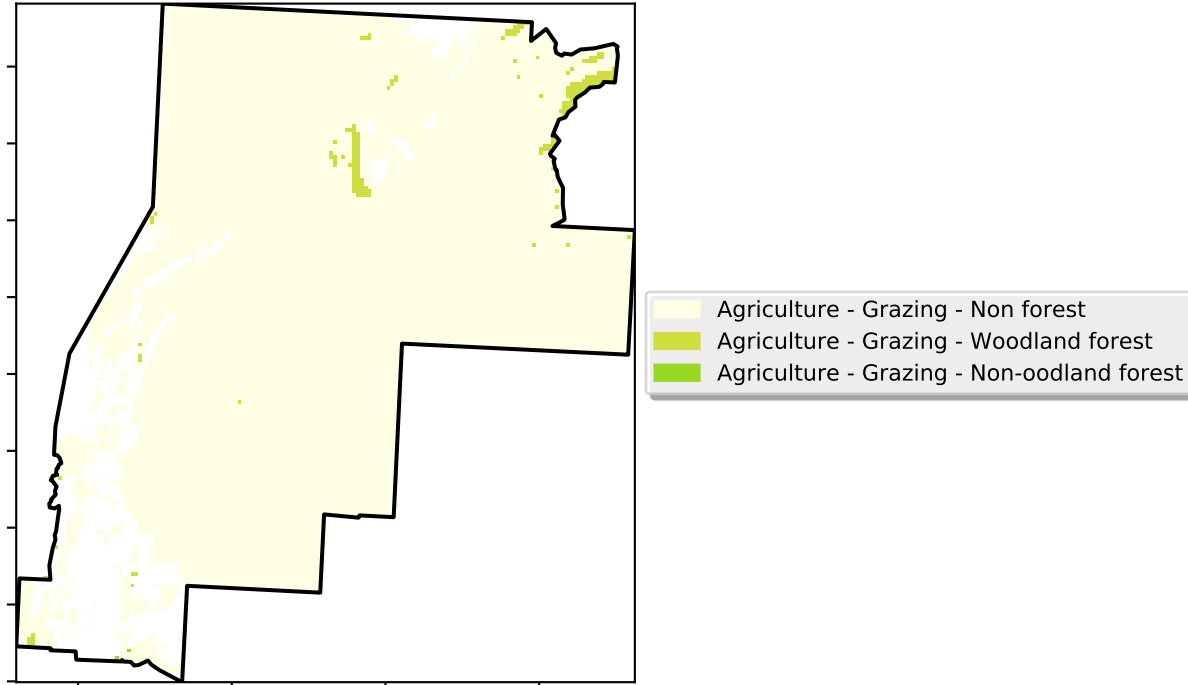 Agriculture - Grazing - Non forest
Agriculture - Grazing - Woodland forest
Agriculture - Grazing - Non-oodland forest